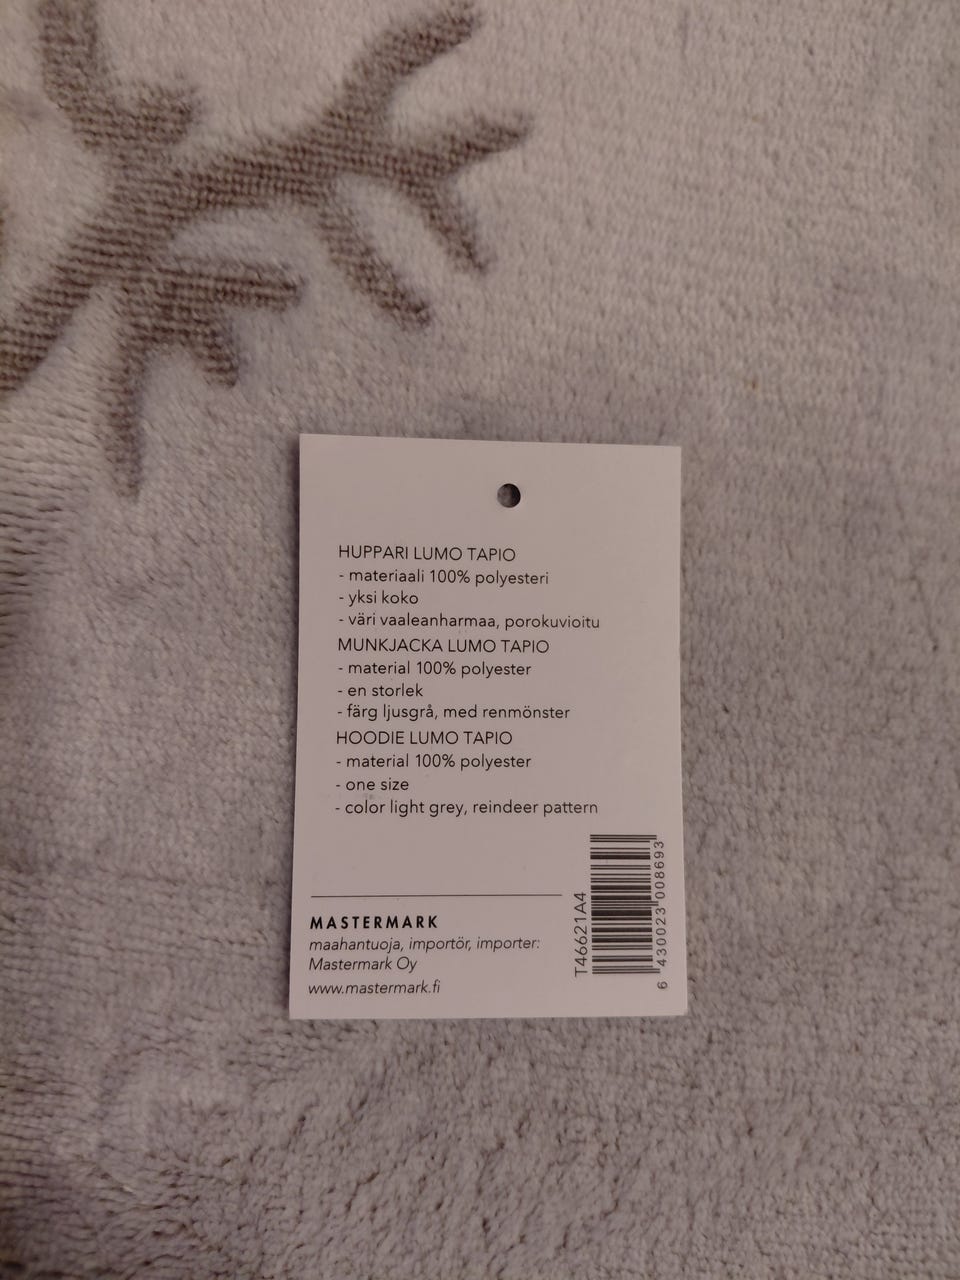 HUPPARI LUMO TAPIO
- materiaali 100% polyesteri
- yksi koko
- väri vaaleanharmaa, porokuvioitu
MUNKJACKA LUMO TAPIO
- material 100% polyester
- en storlek
- färg ljusgrå, med renmönster
HOODIE LUMO TAPIO
- material 100% polyester
- one size
- color light grey, reindeer pattern
MASTERMARK
maahantuoja, importör, importer:
Mastermark Oy
www.mastermark.fi
T46621A4
6 430023 008693